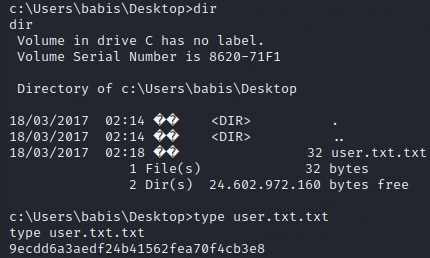 c:\Users\babis\Desktop>dir
dir
 Volume in drive C has no label.
 Volume Serial Number is 8620-71F1

 Directory of c:\Users\babis\Desktop

18/03/2017  02:14 ��    <DIR>          .
18/03/2017  02:14 ��    <DIR>          ..
18/03/2017  02:18 ��                32 user.txt.txt
               1 File(s)             32 bytes
               2 Dir(s)  24.602.972.160 bytes free

c:\Users\babis\Desktop>type user.txt.txt
type user.txt.txt
9ecdd6a3aedf24b41562fea70f4cb3e8